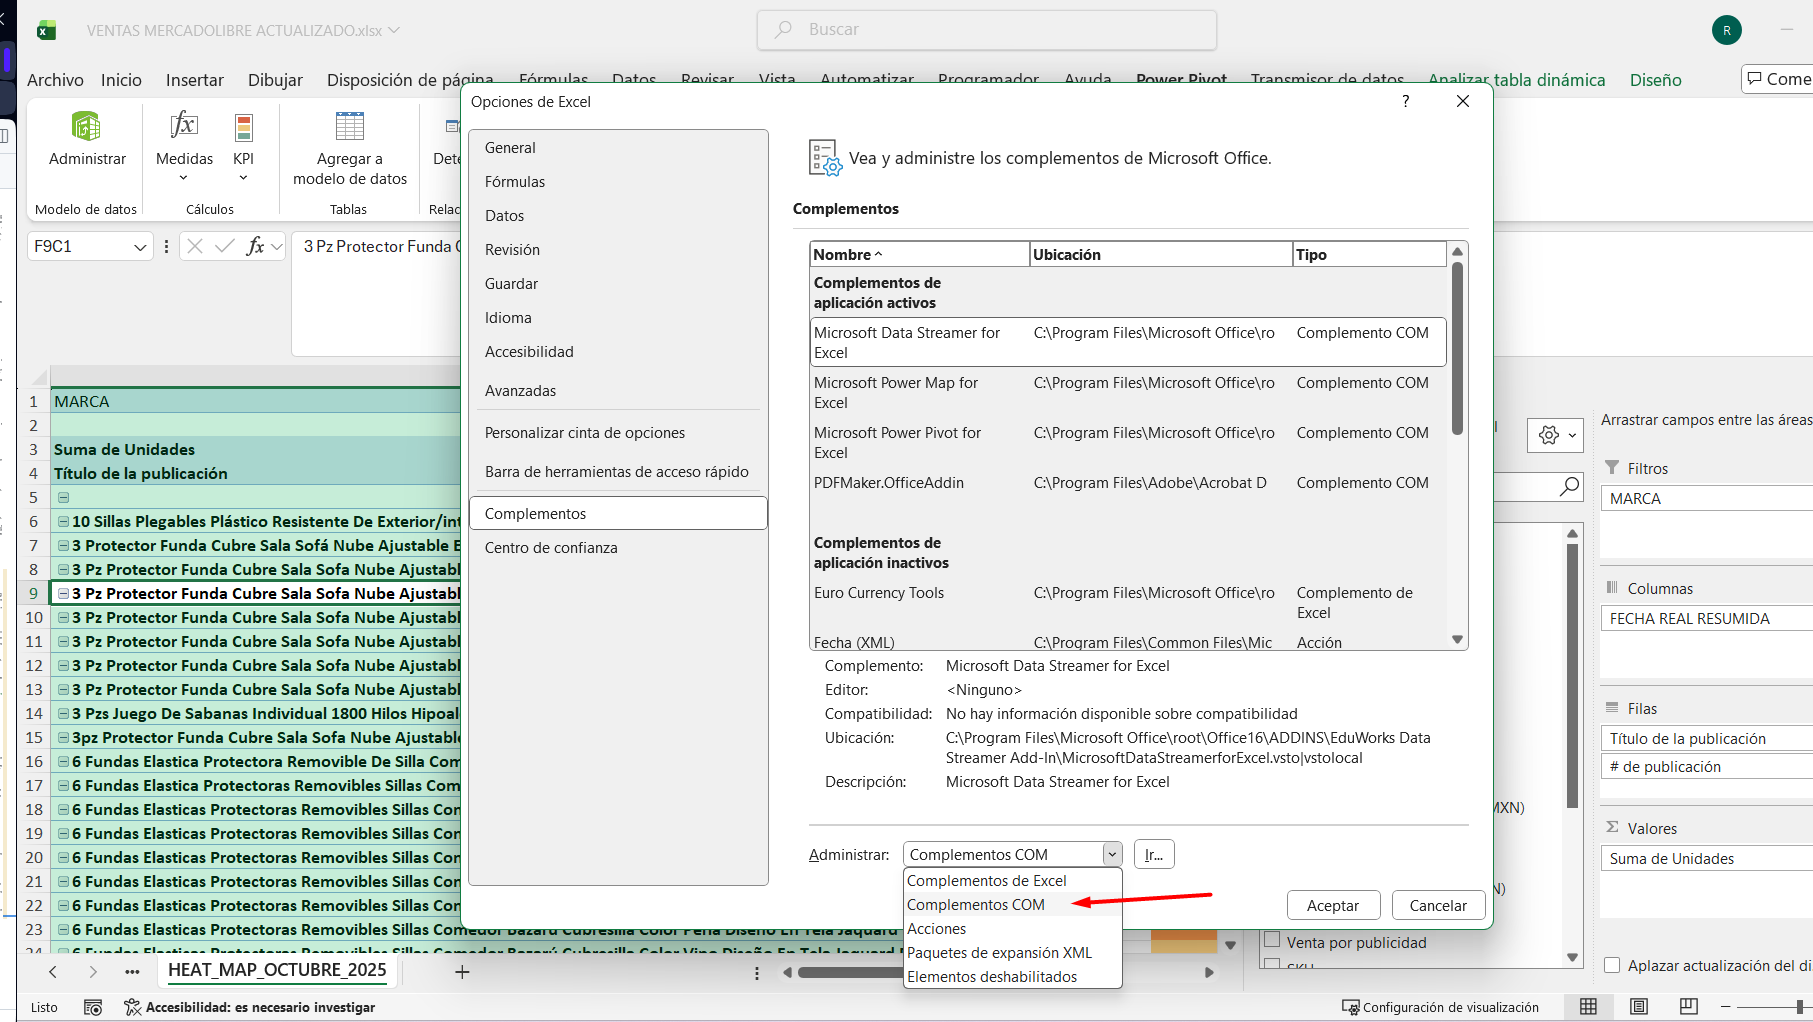 VENTAS MERCADOLIBRE ACTUALIZADO.xlsx
Buscar
R
Archivo Inicio Insertar Dibujar Disposición de página Fórmulas Datos Revisar Vista Automatizar Programador Ayuda Power Pivot Transmisor de datos Analizar tabla dinámica Diseño
Come
Administrar
Medidas
KPI
Agregar a
modelo de datos
Dete
Modelo de datos
Cálculos
Tablas
Relac
F9C1
fx
3 Pz Protector Funda C
1 MARCA
2
3 Suma de Unidades
4 Título de la publicación
5
6 10 Sillas Plegables Plástico Resistente De Exterior/int
7 3 Protector Funda Cubre Sala Sofá Nube Ajustable E
8 3 Pz Protector Funda Cubre Sala Sofa Nube Ajustabl
9 3 Pz Protector Funda Cubre Sala Sofa Nube Ajustabl
10 3 Pz Protector Funda Cubre Sala Sofa Nube Ajustabl
11 3 Pz Protector Funda Cubre Sala Sofa Nube Ajustabl
12 3 Pz Protector Funda Cubre Sala Sofa Nube Ajustabl
13 3 Pz Protector Funda Cubre Sala Sofa Nube Ajustabl
14 3 Pzs Juego De Sabanas Individual 1800 Hilos Hipoal
15 3pz Protector Funda Cubre Sala Sofa Nube Ajustabl
16 6 Fundas Elastica Protectora Removible De Silla Com
17 6 Fundas Elasticas Protectoras Removibles Sillas Com
18 6 Fundas Elasticas Protectoras Removibles Sillas Con
19 6 Fundas Elasticas Protectoras Removibles Sillas Con
20 6 Fundas Elasticas Protectoras Removibles Sillas Con
21 6 Fundas Elasticas Protectoras Removibles Sillas Con
22 6 Fundas Elasticas Protectoras Removibles Sillas Con
23 6 Fundas Elasticas Protectoras Removibles Sillas Comedor Bazaru Cubresilla Color
24
HEAT_MAP_OCTUBRE_2025
Listo
Accesibilidad: es necesario investigar
Configuración de visualización
Opciones de Excel
?
General
Fórmulas
Datos
Revisión
Guardar
Idioma
Accesibilidad
Avanzadas
Personalizar cinta de opciones
Barra de herramientas de acceso rápido
Complementos
Centro de confianza
Vea y administre los complementos de Microsoft Office.
Complementos
Nombre Ubicación Tipo
Complementos de
aplicación activos
Microsoft Data Streamer for C:\Program Files\Microsoft Office\ro Complemento COM
Excel
Microsoft Power Map for C:\Program Files\Microsoft Office\ro Complemento COM
Excel
Microsoft Power Pivot for C:\Program Files\Microsoft Office\ro Complemento COM
Excel
PDFMaker.OfficeAddin C:\Program Files\Adobe\Acrobat D Complemento COM
Complementos de
aplicación inactivos
Euro Currency Tools C:\Program Files\Microsoft Office\ro Complemento de
Excel
Fecha (XML) C:\Program Files\Common Files\Mic Acción
Complemento: Microsoft Data Streamer for Excel
Editor: <Ninguno>
Compatibilidad: No hay información disponible sobre compatibilidad
Ubicación: C:\Program Files\Microsoft Office\root\Office16\ADDINS\EduWorks Data
Streamer Add-In\MicrosoftDataStreamerforExcel.vsto|vstolocal
Descripción: Microsoft Data Streamer for Excel
Administrar: Complementos COM Ir...
Complementos de Excel
Complementos COM
Acciones
Paquetes de expansión XML
Elementos deshabilitados
Aceptar
Cancelar
MXN)
N)
Venta por publicidad
SKU
Arrastrar campos entre las áreas
Filtros
MARCA
Columnas
FECHA REAL RESUMIDA
Filas
Título de la publicación
# de publicación
Valores
Suma de Unidades
Aplazar actualización del di